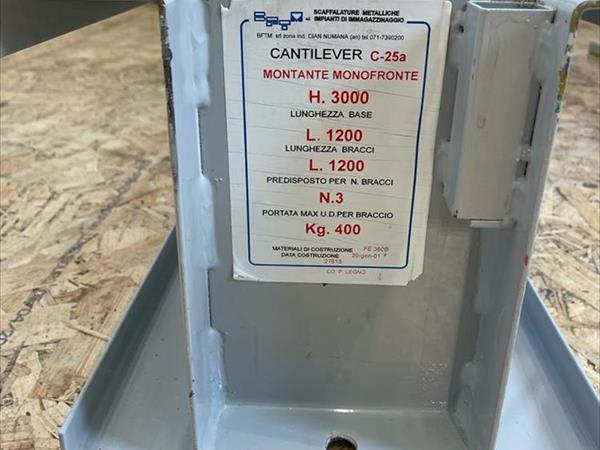 BFTM srl SCAFFALATURE METALLICHE
IMPIANTI DI IMMAGAZZINAGGIO
BFTM. srl zona ind. CIAN NUMANA (an) tel 071-7390200
CANTILEVER C-25a
MONTANTE MONOFRONTE
H. 3000
LUNGHEZZA BASE
L. 1200
LUNGHEZZA BRACCI
L. 1200
PREDISPOSTO PER N. BRACCI
N.3
PORTATA MAX U.D.PER BRACCIO
Kg. 400
MATERIALI DI COSTRUZIONE FE 360B
DATA COSTRUZIONE 20-gen-01
27613
CO. P. LEGNO